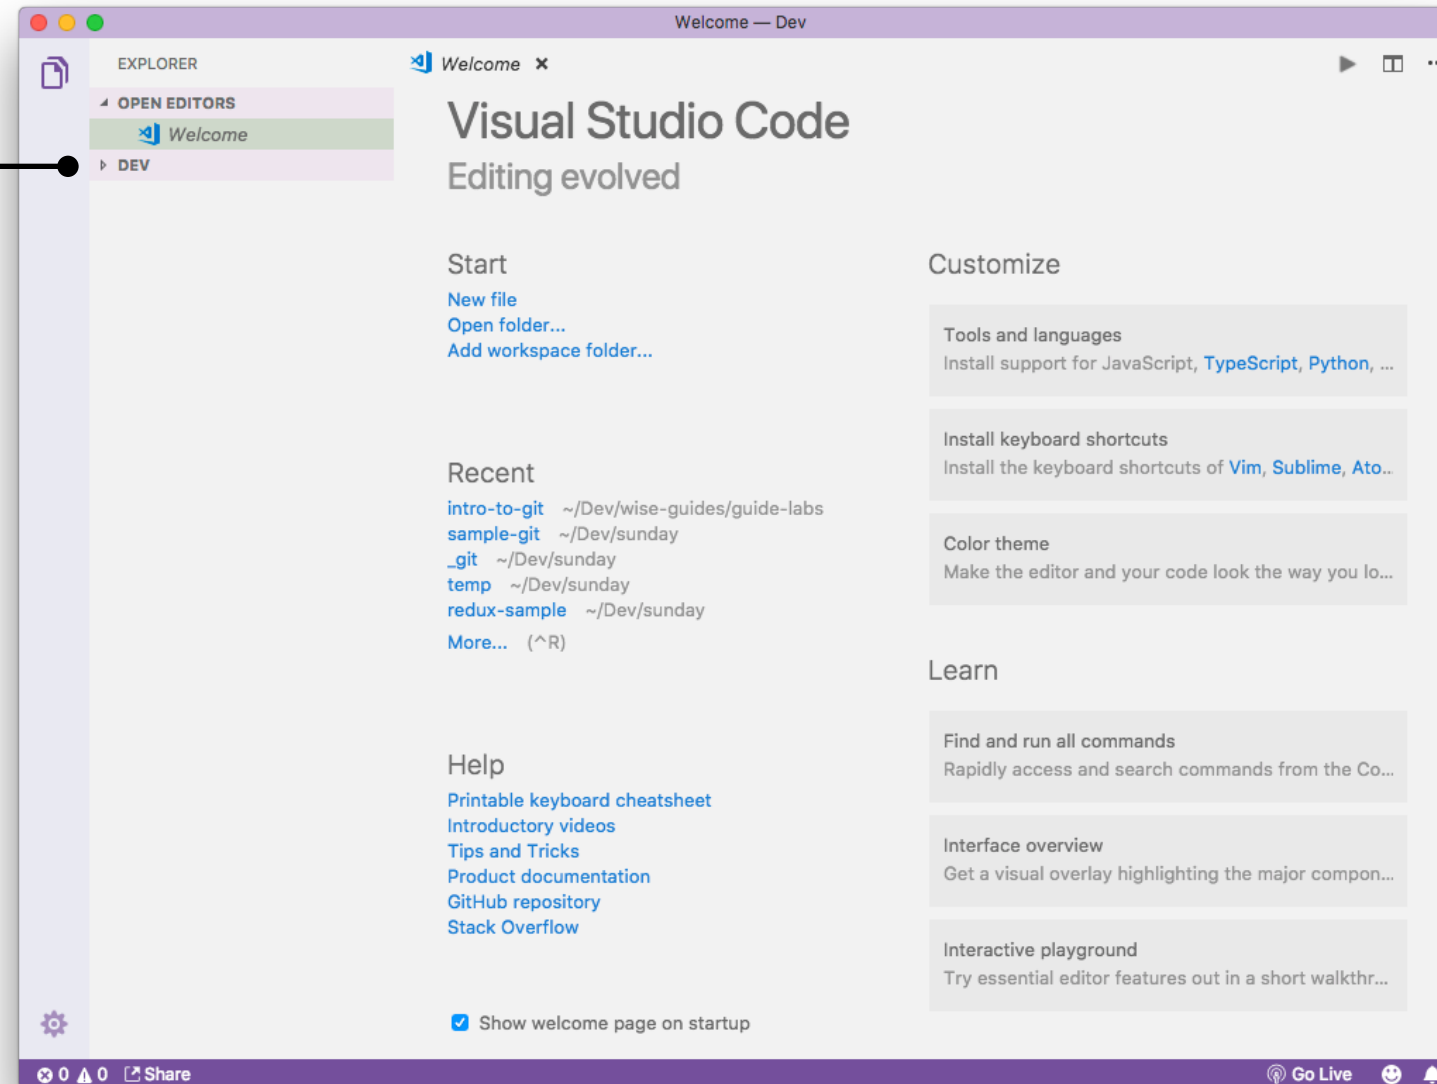 Welcome — Dev
EXPLORER
OPEN EDITORS
Welcome
DEV
Welcome
Visual Studio Code
Editing evolved
Start
New file
Open folder...
Add workspace folder...
Recent
intro-to-git ~/Dev/wise-guides/guide-labs
sample-git ~/Dev/sunday
_git ~/Dev/sunday
temp ~/Dev/sunday
redux-sample ~/Dev/sunday
More... (^R)
Help
Printable keyboard cheatsheet
Introductory videos
Tips and Tricks
Product documentation
GitHub repository
Stack Overflow
Show welcome page on startup
Customize
Tools and languages
Install support for JavaScript, TypeScript, Python, ...
Install keyboard shortcuts
Install the keyboard shortcuts of Vim, Sublime, Ato...
Color theme
Make the editor and your code look the way you lo...
Learn
Find and run all commands
Rapidly access and search commands from the Co...
Interface overview
Get a visual overlay highlighting the major compon...
Interactive playground
Try essential editor features out in a short walkthr...
0 0 Share
Go Live